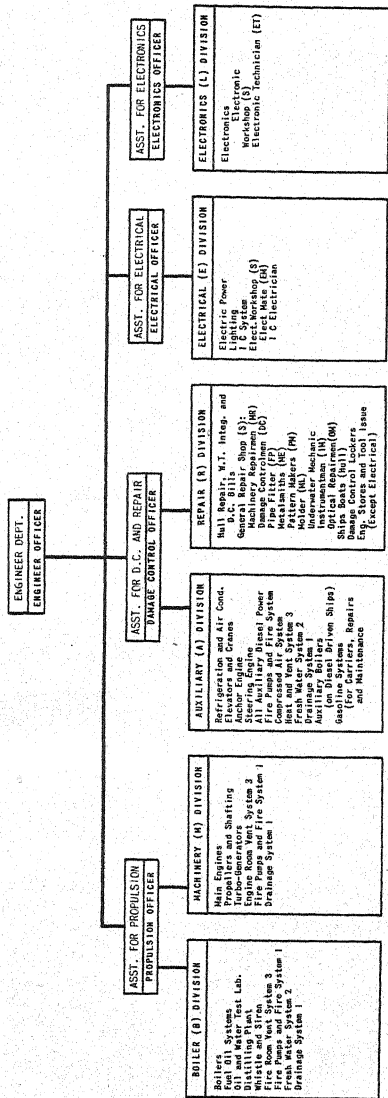 ENGINEER DEPT.
ENGINEER OFFICER
ASST. FOR PROPULSION
PROPULSION OFFICER
ASST. FOR D.C. AND REPAIR
DAMAGE CONTROL OFFICER
ASST. FOR ELECTRICAL
ELECTRICAL OFFICER
ASST. FOR ELECTRONICS
ELECTRONICS OFFICER
BOILER (B) DIVISION
Boilers
Fuel Oil Systems
Oil and Water Test Lab.
Distilling Plant
Whistle and Siren
Fire Room Vent System 3
Fire Pumps and Fire System 1
Fresh Water System 2
Drainage System 1
MACHINERY (M) DIVISION
Main Engines
Propellers and Shafting
Turbo-Generators
Engine Room Vent System 3
Fire Pumps and Fire System 1
Drainage System 1
AUXILIARY (A) DIVISION
Refrigeration and Air Cond.
Elevators and Cranes
Anchor Engine
Steering Engine
All Auxiliary Diesel Power
Fire Pumps and Fire System
Compressed Air System
Heat and Vent System 3
Fresh Water System 2
Drainage System 1
Auxiliary Boilers
(on Diesel Driven Ships)
Gasoline Systems
(For Carriers, Repairs
and Maintenance
REPAIR (R) DIVISION
Hull Repair, W.T. Integ. and
D.C. Bills
General Repair Shop (S):
Machinery Repairmen (MR)
Damage Controlmen (DC)
Pipe Fitter (FP)
Metalsmiths (ME)
Pattern Makers (PM)
Molder (ML)
Underwater Mechanic
Instrumentman (IM)
Optical Repairmen(OM)
Ships Boats (Hull)
Damage Control Lockers
Eng. Stores and Tool Issue
(Except Electrical)
ELECTRICAL (E) DIVISION
Electric Power
Lighting
I C System
Elect. Workshop (S)
Elect Mate (EM)
I C Electrician
ELECTRONICS (L) DIVISION
Electronics
Electronic
Workshop (S)
Electronic Technician (ET)